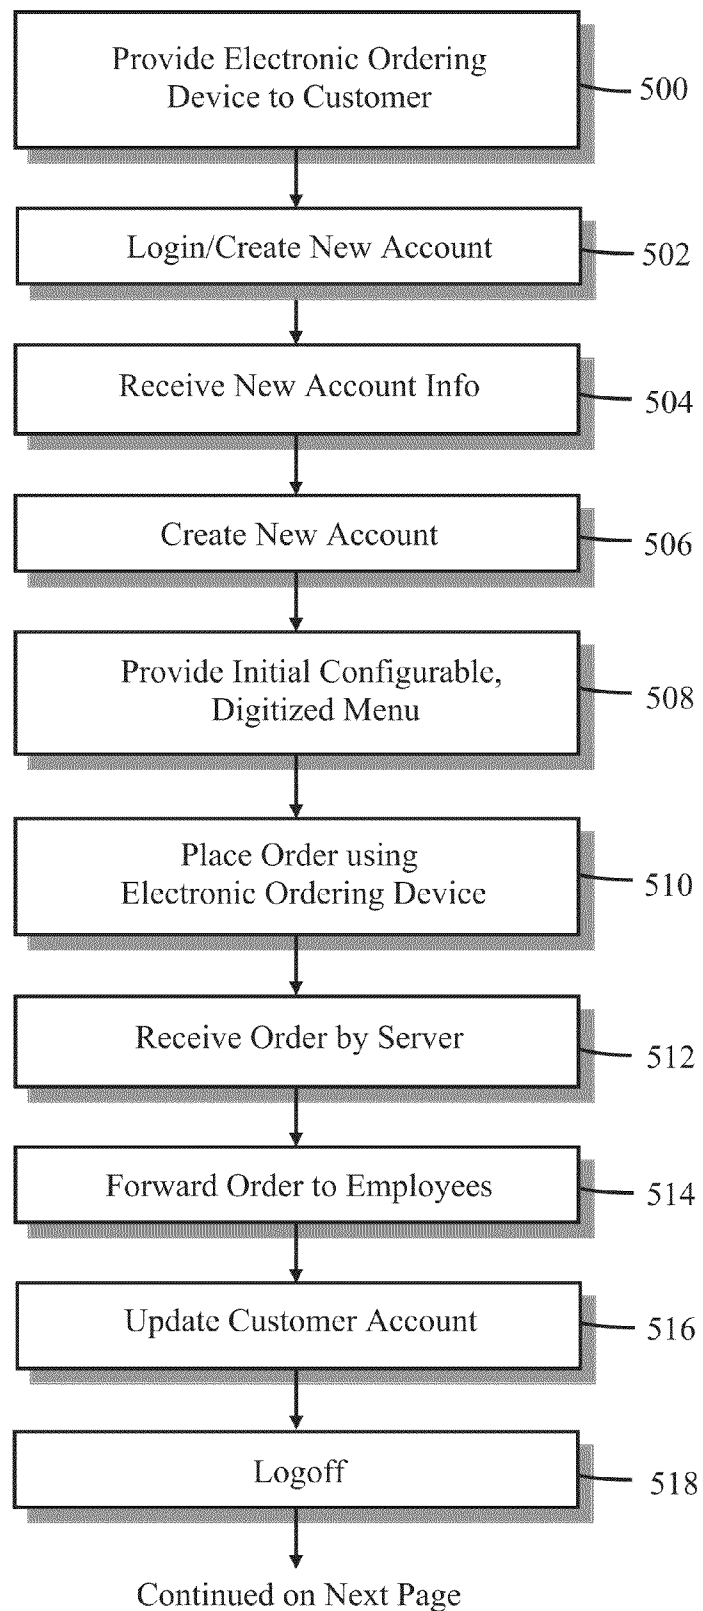 Provide Electronic Ordering
Device to Customer
500
Login/Create New Account
502
Receive New Account Info
504
Create New Account
506
Provide Initial Configurable,
Digitized Menu
508
Place Order using
Electronic Ordering Device
510
Receive Order by Server
512
Forward Order to Employees
514
Update Customer Account
516
Logoff
518
Continued on Next Page